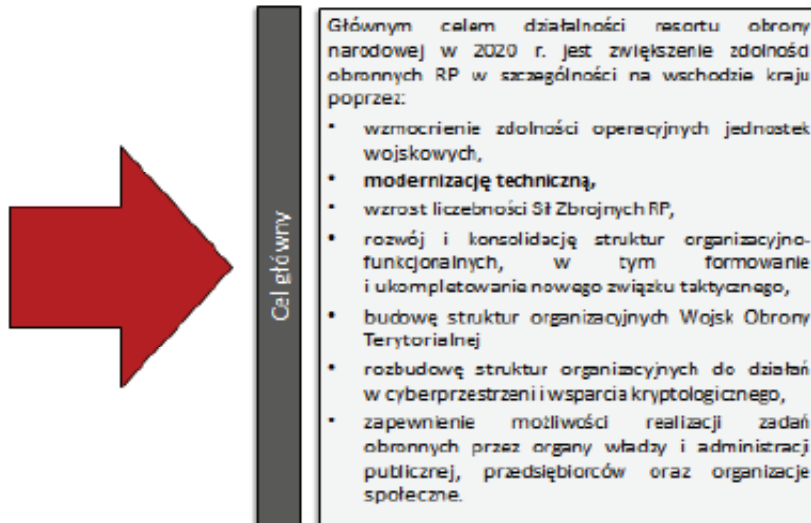 Cel główny
Głównym celem działalności resortu obrony
narodowej w 2020 r. jest zwiększenie zdolności
obronnych RP w szczególności na wschodzie kraju
poprzez:
• wzmocnienie zdolności operacyjnych jednostek
wojskowych,
• modernizację techniczną,
• wzrost liczebności Sł Zbrojnych RP,
• rozwój i konsolidację struktur organizacyjno-
funkcjonalnych, w tym formowanie
i ukompletowanie nowego związku taktycznego,
• budowę struktur organizacyjnych Wojsk Obrony
Terytorialnej
• rozbudowę struktur organizacyjnych do działań
w cyberprzestrzeni i wsparcia kryptologicznego,
• zapewnienie możliwości realizacji zadań
obronnych przez organy władzy i administracji
publicznej, przedsiębiorców oraz organizacje
społeczne.